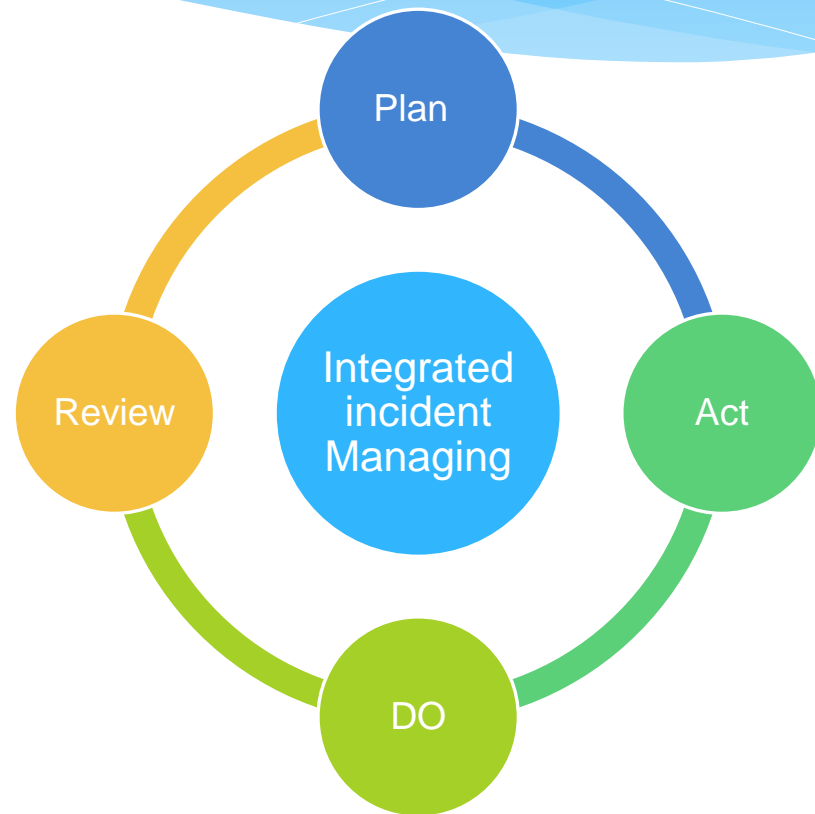 Plan
Integrated
incident
Managing
Review
Act
DO